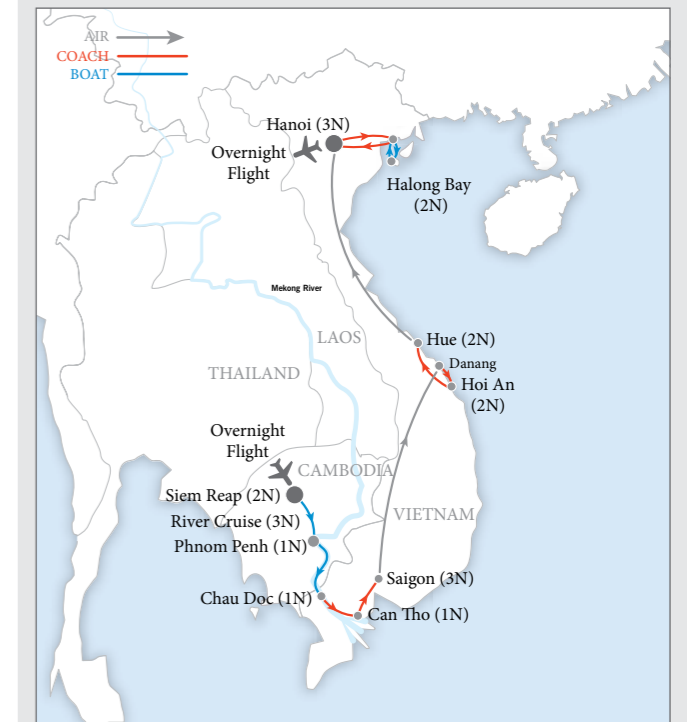 AIR
COACH
BOAT
Hanoi (3N)
Overnight
Flight
Halong Bay
(2N)
Mekong River
LAOS
Hue (2N)
Danang
THAILAND
Hoi An
(2N)
Overnight
Flight
CAMBODIA
Siem Reap (2N)
River Cruise (3N)
VIETNAM
Phnom Penh (1N)
Saigon (3N)
Chau Doc (1N)
Can Tho (1N)